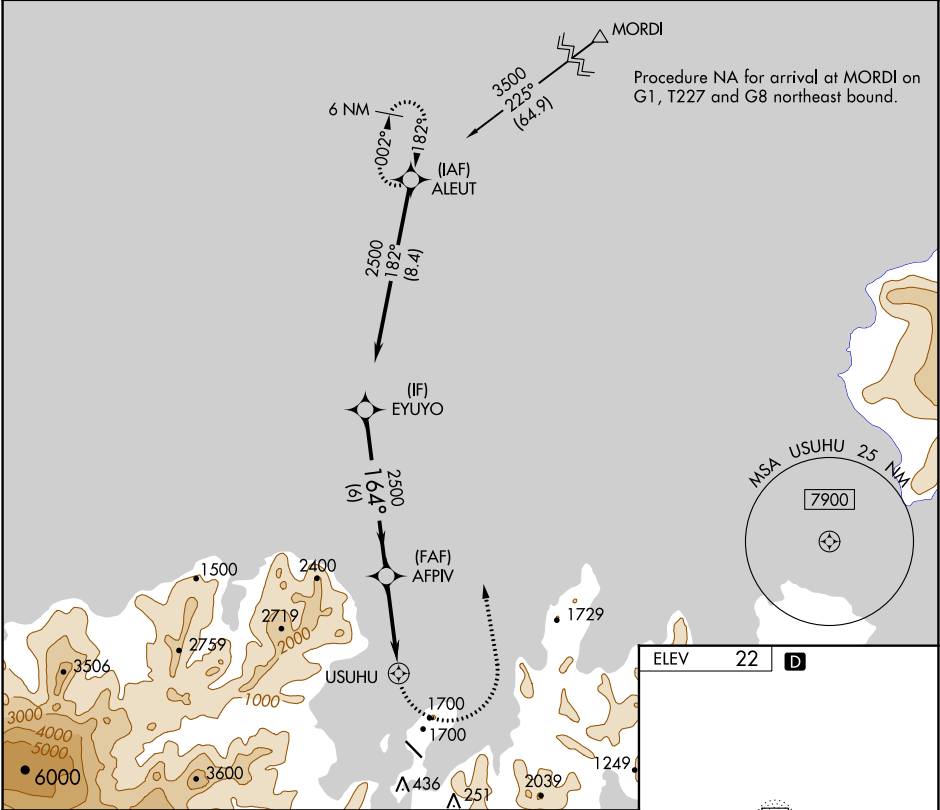 MORDI
3500
225°
(64.9)
Procedure NA for arrival at MORDI on
G1, T227 and G8 northeast bound.
6 NM
002°
182°
(IAF)
ALEUT
2500
182°
(8.4)
(IF)
EYUYO
2500
164°
(6)
MSA USUHU 25 NM
7900
(FAF)
AFPIV
1500
2400
2719
2000
2759
1729
3506
1000
USUHU
ELEV 22 D
3000
4000
5000
6000
3600
1700
1700
436
251
2039
1249